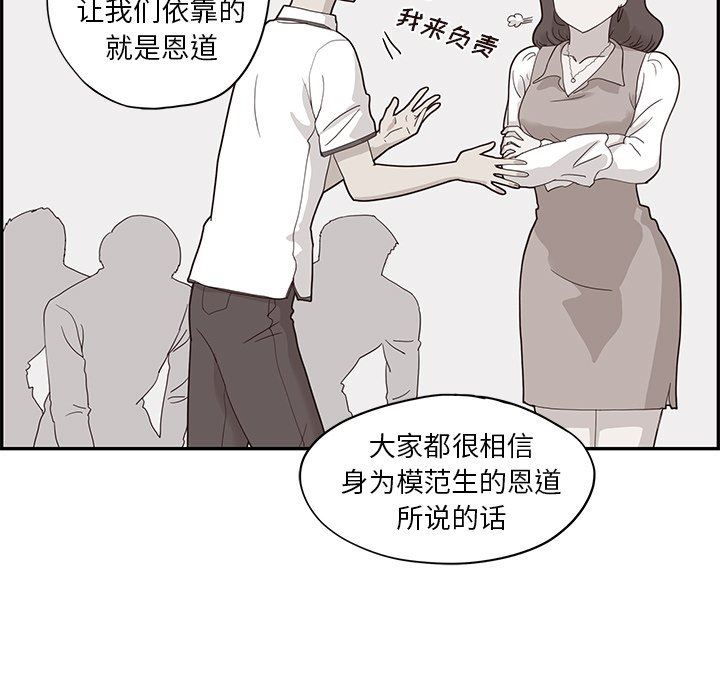 让我们依靠的
就是恩道
我来负责
大家都很相信
身为模范生的恩道
所说的话